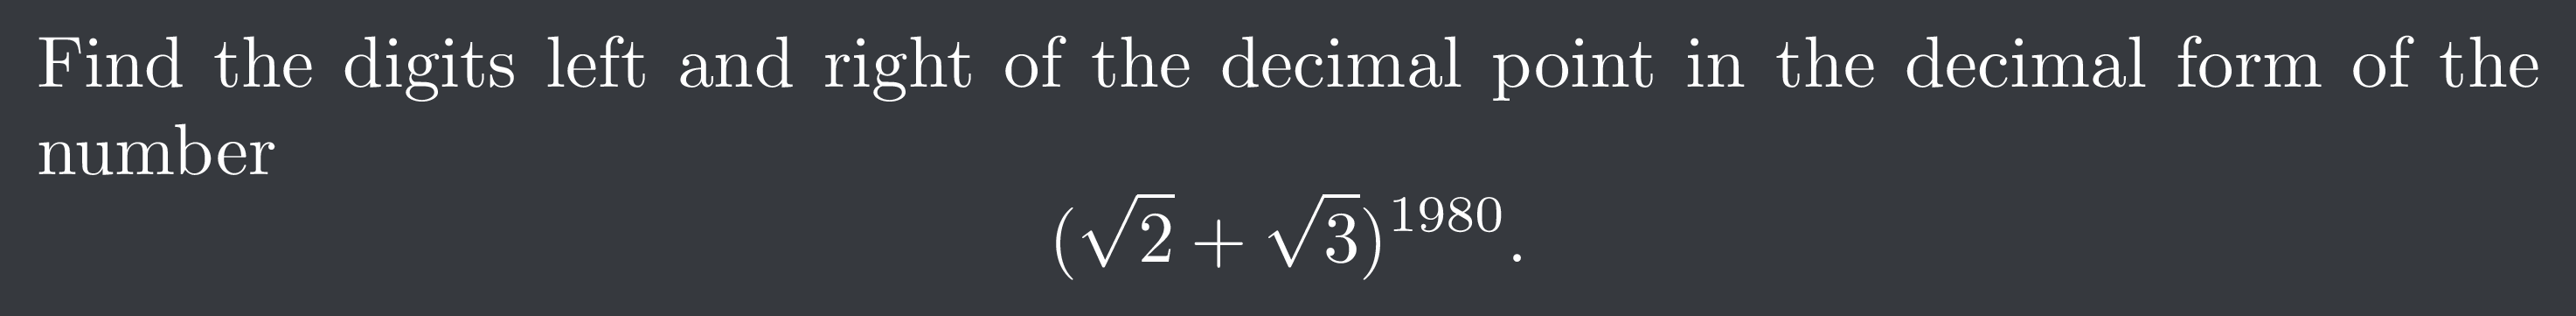 Find the digits left and right of the decimal point in the decimal form of the
number
(√2 + √3)¹⁹⁸⁰.